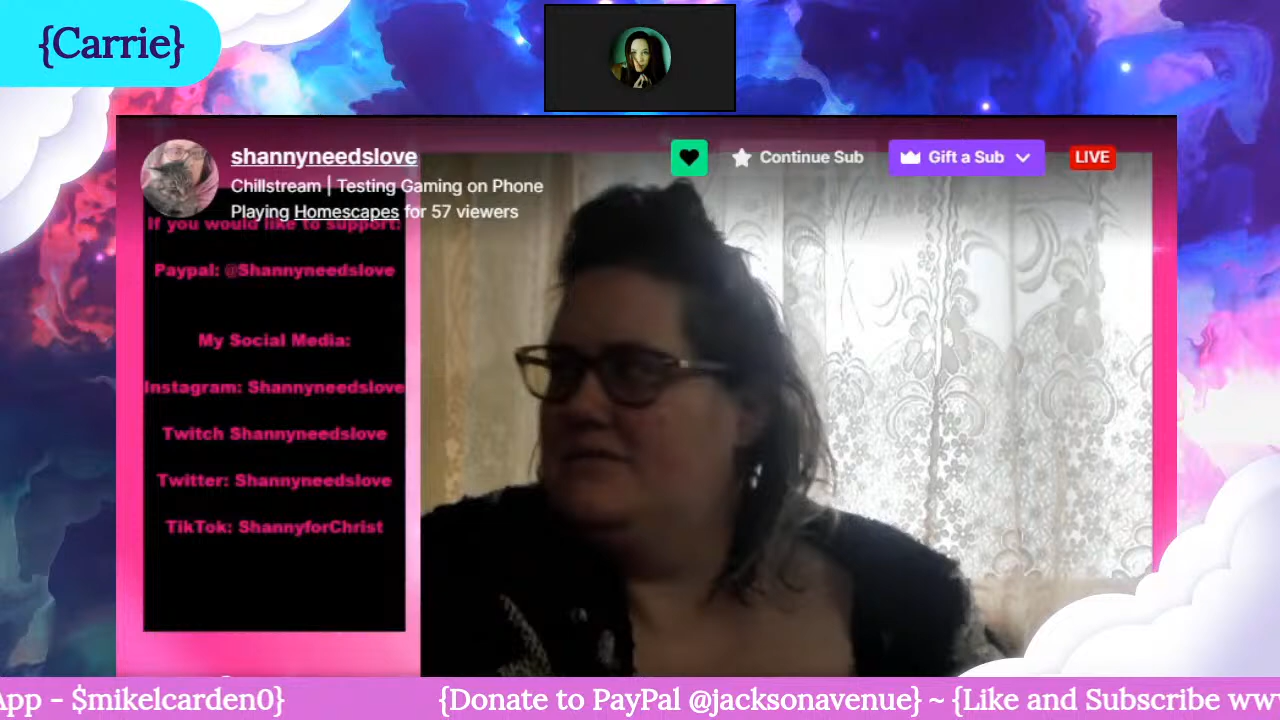 {Carrie}
shannyneedslove
Chillstream | Testing Gaming on Phone
Playing Homescapes for 57 viewers
Continue Sub
Gift a Sub
LIVE
If you would like to support:
Paypal: @Shannyneedslove
My Social Media:
Instagram: Shannyneedslove
Twitch Shannyneedslove
Twitter: Shannyneedslove
TikTok: ShannyforChrist
App - $mikelcarden0} {Donate to PayPal @jacksonavenue} ~ {Like and Subscribe ww